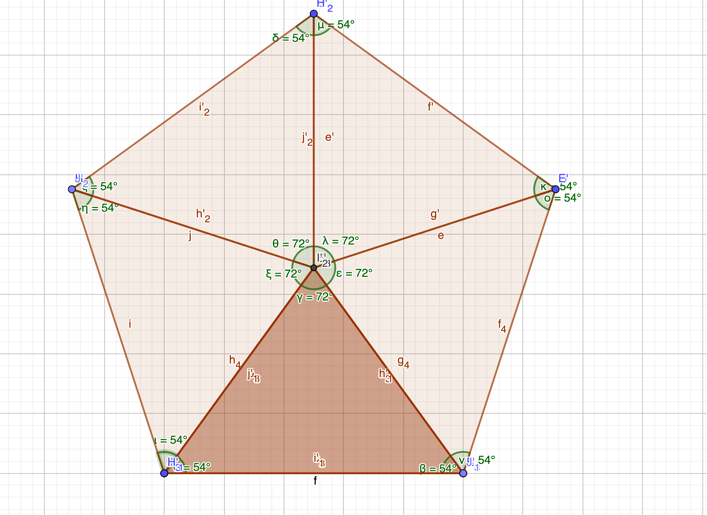 H'₂
μ = 54°
δ = 54°
i'₂
f'
j'₂
e'
E'
κ
54°
ο = 54°
= 54°
η = 54°
h'₂
g'
j
e
θ = 72°
λ = 72°
ξ = 72°
ε = 72°
γ = 72°
i
f₄
h₄
g₄
= 54°
54°
= 54°
β = 54°
ν
54°
f